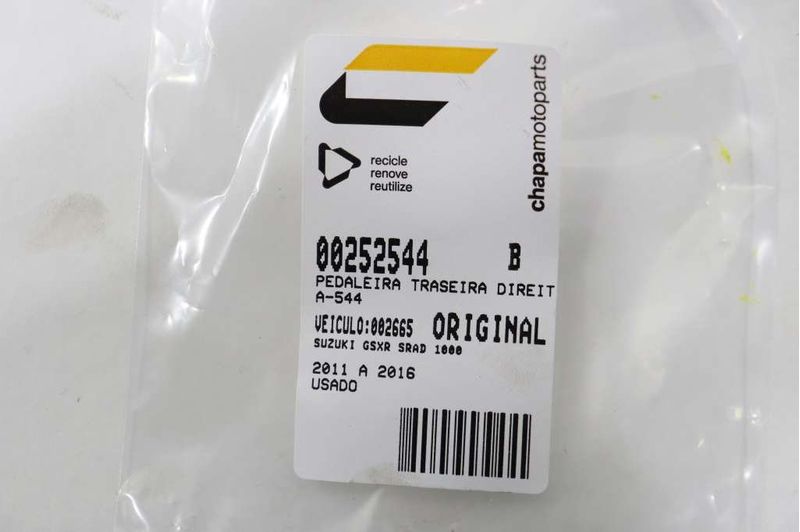 chapamotoparts
recicle
renove
reutilize
00252544 B
PEDALEIRA TRASEIRA DIREIT
A-544
VEICULO:002665 ORIGINAL
SUZUKI GSXR SRAD 1000
2011 A 2016
USADO